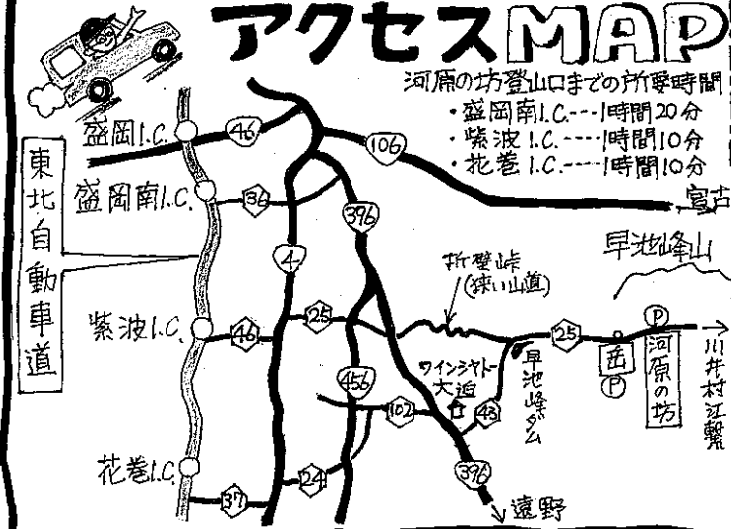 アクセスMAP
河原の坊登山口までの所要時間
・盛岡南I.C.---1時間20分
・紫波I.C.----1時間10分
・花巻I.C.----1時間10分
盛岡I.C.
46
106
東北自動車道
盛岡南I.C.
36
396
宮古
4
早池峰山
折壁峠
(狭い山道)
紫波I.C.
46
25
25
P
岳
P
河原の坊
川井村江繋
早池峰ダム
ワインシャトー
大迫
456
102
43
花巻I.C.
37
24
396
遠野